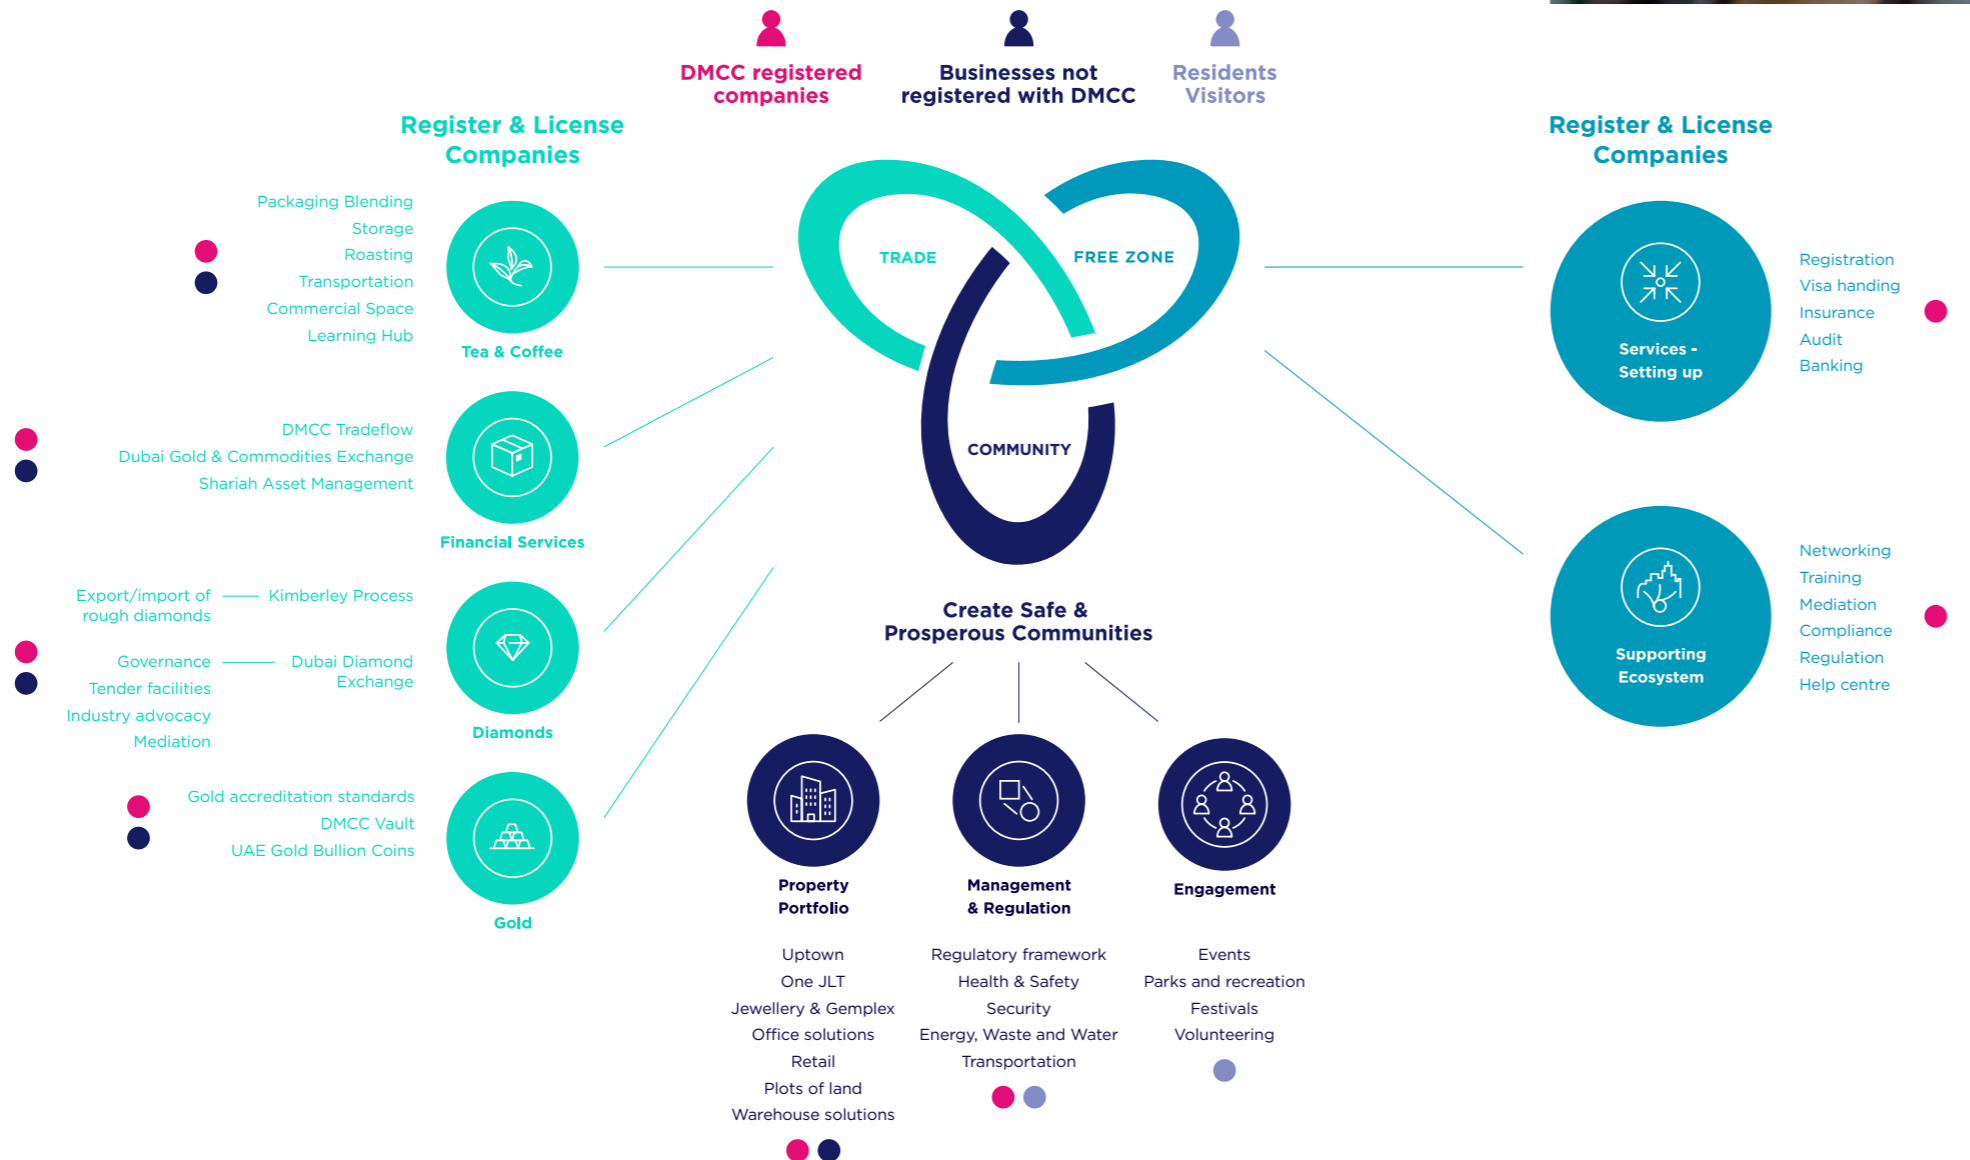 DMCC registered
companies
Businesses not
registered with DMCC
Residents
Visitors
Register & License
Companies
Packaging Blending
Storage
Roasting
Transportation
Commercial Space
Learning Hub
Tea & Coffee
DMCC Tradeflow
Dubai Gold & Commodities Exchange
Shariah Asset Management
Financial Services
Export/import of
rough diamonds
Kimberley Process
Governance
Tender facilities
Industry advocacy
Mediation
Dubai Diamond
Exchange
Diamonds
Gold accreditation standards
DMCC Vault
UAE Gold Bullion Coins
Gold
TRADE
FREE ZONE
COMMUNITY
Create Safe &
Prosperous Communities
Property
Portfolio
Uptown
One JLT
Jewellery & Gemplex
Office solutions
Retail
Plots of land
Warehouse solutions
Management
& Regulation
Regulatory framework
Health & Safety
Security
Energy, Waste and Water
Transportation
Engagement
Events
Parks and recreation
Festivals
Volunteering
Register & License
Companies
Services -
Setting up
Registration
Visa handing
Insurance
Audit
Banking
Supporting
Ecosystem
Networking
Training
Mediation
Compliance
Regulation
Help centre